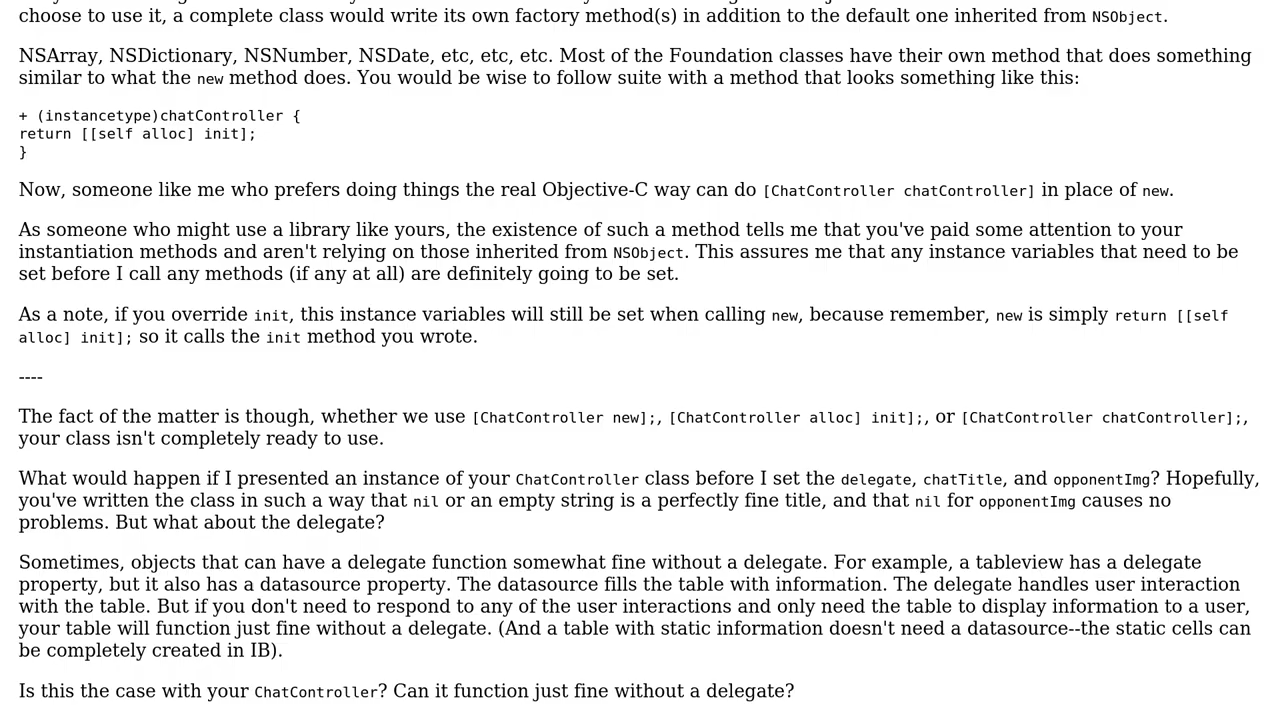 choose to use it, a complete class would write its own factory method(s) in addition to the default one inherited from NSObject.
NSArray, NSDictionary, NSNumber, NSDate, etc, etc, etc. Most of the Foundation classes have their own method that does something
similar to what the new method does. You would be wise to follow suite with a method that looks something like this:
+ (instancetype)chatController {
return [[self alloc] init];
}
Now, someone like me who prefers doing things the real Objective-C way can do [ChatController chatController] in place of new.
As someone who might use a library like yours, the existence of such a method tells me that you've paid some attention to your
instantiation methods and aren't relying on those inherited from NSObject. This assures me that any instance variables that need to be
set before I call any methods (if any at all) are definitely going to be set.
As a note, if you override init, this instance variables will still be set when calling new, because remember, new is simply return [[self
alloc] init]; so it calls the init method you wrote.
----
The fact of the matter is though, whether we use [ChatController new];, [ChatController alloc] init];, or [ChatController chatController];,
your class isn't completely ready to use.
What would happen if I presented an instance of your ChatController class before I set the delegate, chatTitle, and opponentImg? Hopefully,
you've written the class in such a way that nil or an empty string is a perfectly fine title, and that nil for opponentImg causes no
problems. But what about the delegate?
Sometimes, objects that can have a delegate function somewhat fine without a delegate. For example, a tableview has a delegate
property, but it also has a datasource property. The datasource fills the table with information. The delegate handles user interaction
with the table. But if you don't need to respond to any of the user interactions and only need the table to display information to a user,
your table will function just fine without a delegate. (And a table with static information doesn't need a datasource--the static cells can
be completely created in IB).
Is this the case with your ChatController? Can it function just fine without a delegate?